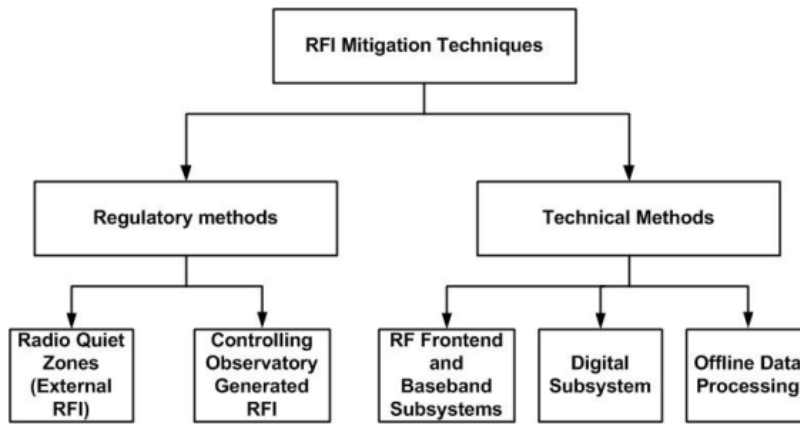 RFI Mitigation Techniques
Regulatory methods
Technical Methods
Radio Quiet
Zones
(External
RFI)
Controlling
Observatory
Generated
RFI
RF Frontend
and
Baseband
Subsystems
Digital
Subsystem
Offline Data
Processing